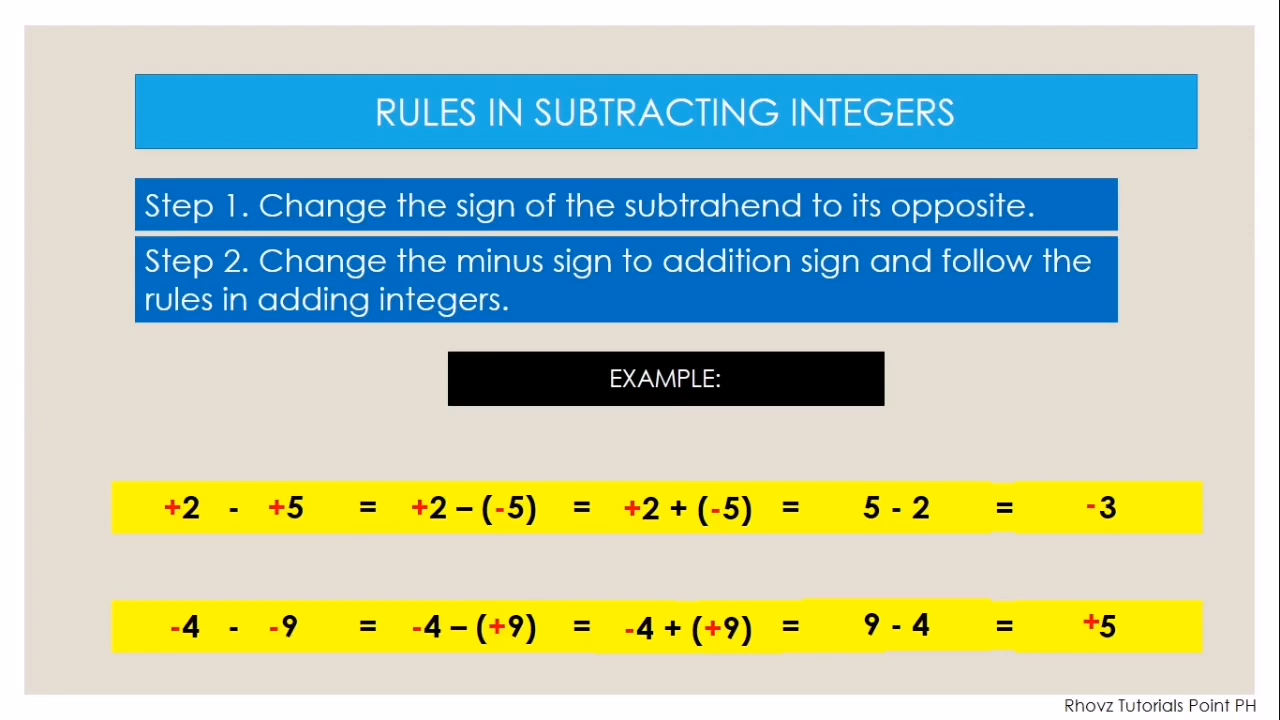 RULES IN SUBTRACTING INTEGERS
Step 1. Change the sign of the subtrahend to its opposite.
Step 2. Change the minus sign to addition sign and follow the
rules in adding integers.
EXAMPLE:
+2 - +5 = +2 – (-5) = +2 + (-5) = 5 - 2 = -3
-4 - -9 = -4 – (+9) = -4 + (+9) = 9 - 4 = +5
Rhovz Tutorials Point PH